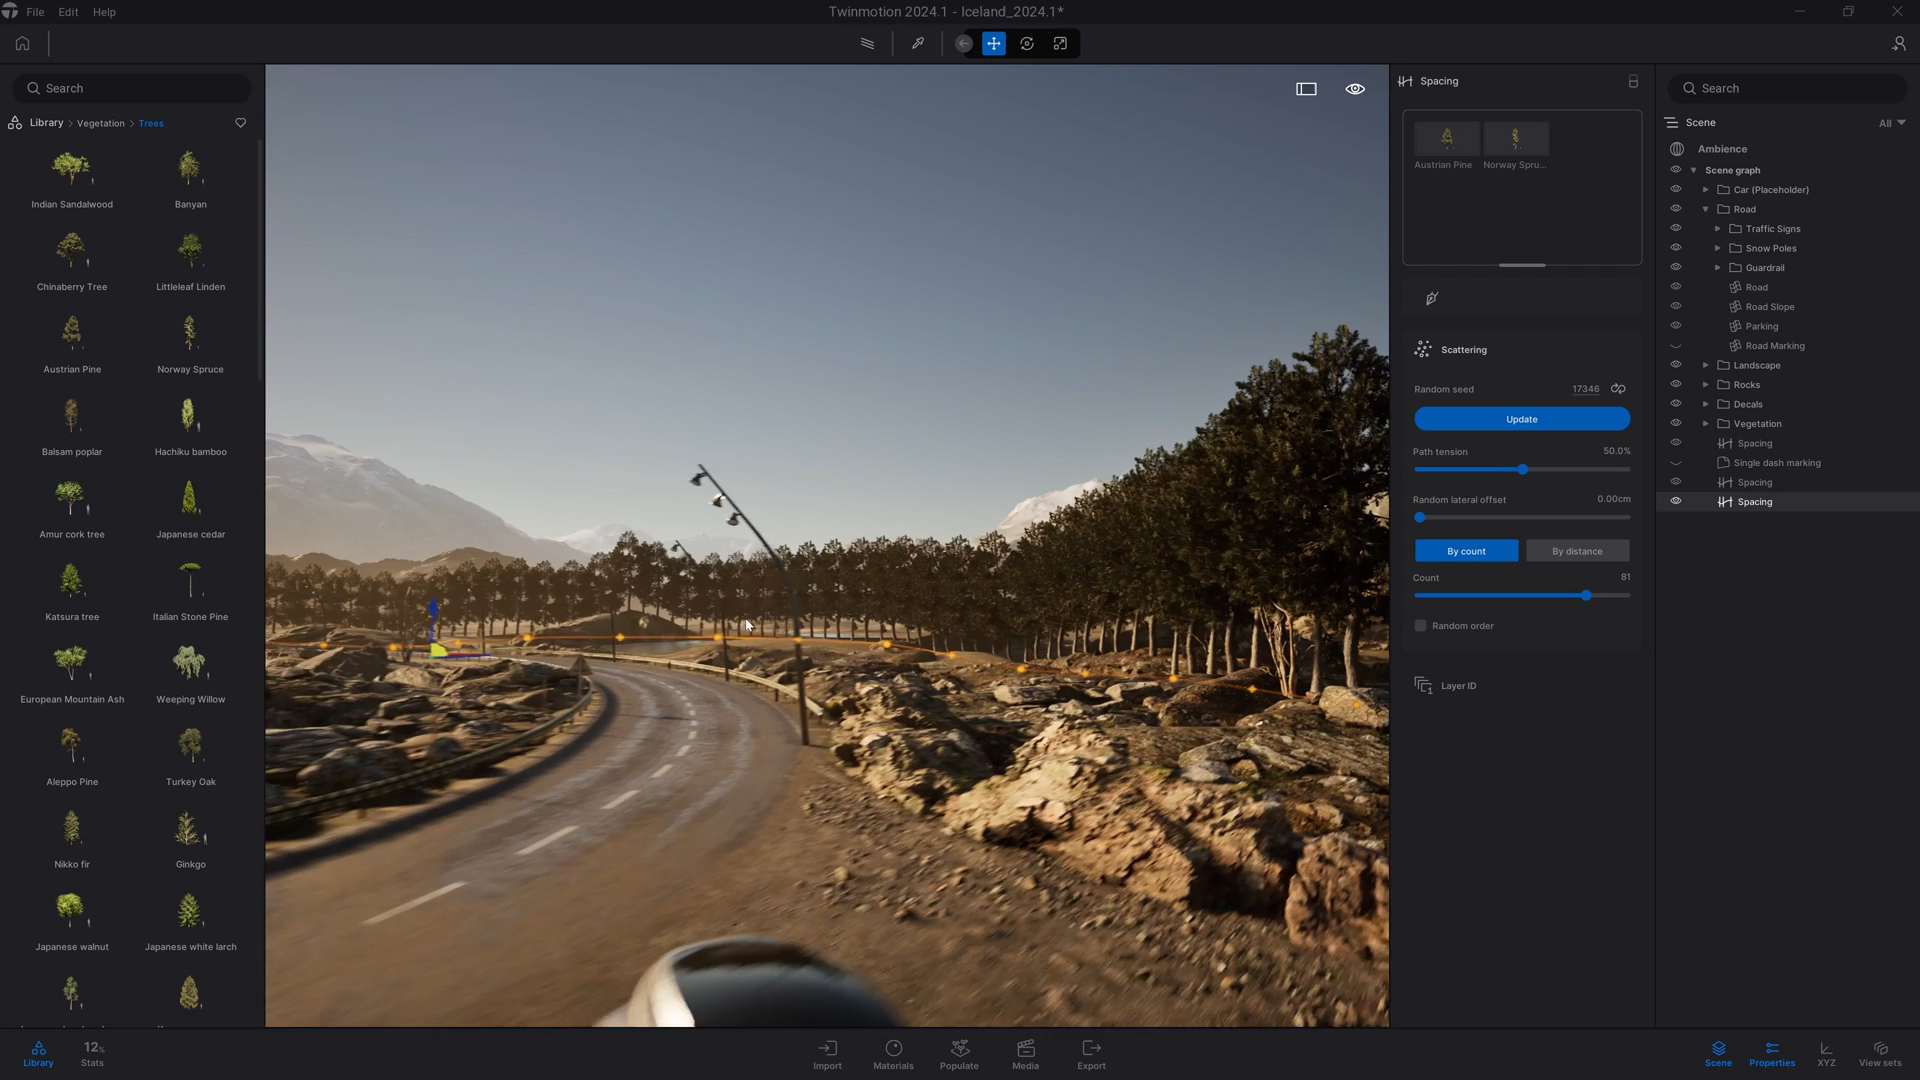 File Edit Help
Twinmotion 2024.1 - Iceland_2024.1*
Search
Library > Vegetation > Trees
Indian Sandalwood
Banyan
Chinaberry Tree
Littleleaf Linden
Austrian Pine
Norway Spruce
Balsam poplar
Hachiku bamboo
Amur cork tree
Japanese cedar
Katsura tree
Italian Stone Pine
European Mountain Ash
Weeping Willow
Aleppo Pine
Turkey Oak
Nikko fir
Ginkgo
Japanese walnut
Japanese white larch
Spacing
Austrian Pine
Norway Spru...
Scattering
Random seed 17346
Update
Path tension 50.0%
Random lateral offset 0.00cm
By count By distance
Count 81
Random order
Layer ID
Search
Scene All
Ambience
Scene graph
Car (Placeholder)
Road
Traffic Signs
Snow Poles
Guardrail
Road
Road Slope
Parking
Road Marking
Landscape
Rocks
Decals
Vegetation
Spacing
Single dash marking
Spacing
Spacing
Library
12%
Stats
Import
Materials
Populate
Media
Export
Scene
Properties
XYZ
View sets